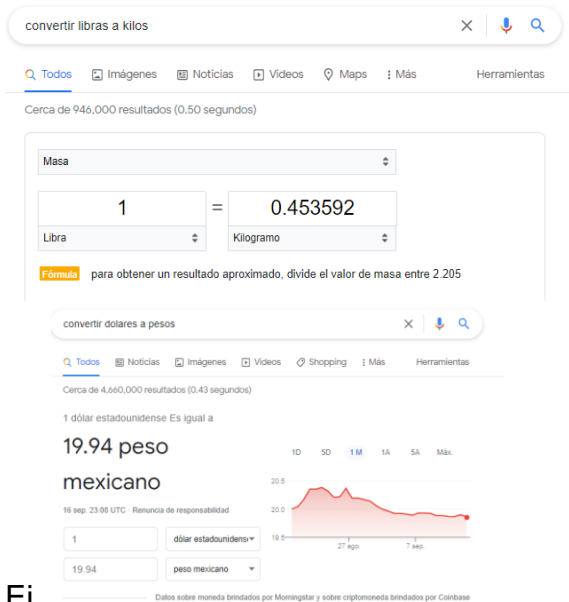 convertir libras a kilos
Todos Imágenes Noticias Videos Maps Más Herramientas
Cerca de 946,000 resultados (0.50 segundos)
Masa
1 = 0.453592
Libra Kilogramo
Fórmula para obtener un resultado aproximado, divide el valor de masa entre 2.205
convertir dolares a pesos
Todos Noticias Imágenes Videos Shopping Más Herramientas
Cerca de 4,660,000 resultados (0.43 segundos)
1 dólar estadounidense Es igual a
19.94 peso
mexicano
16 sep. 23:08 UTC · Renuncia de responsabilidad
1D 5D 1 M 1A 5A Máx.
20.5
20.0
19.5
27 ago. 7 sep.
1 dólar estadounidens
19.94 peso mexicano
Datos sobre moneda brindados por Morningstar y sobre criptomoneda brindados por Coinbase